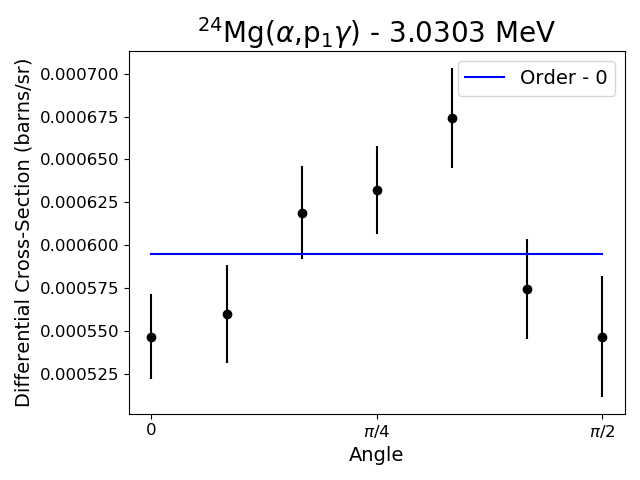 ²⁴Mg(α,p₁γ) - 3.0303 MeV
Order - 0
Differential Cross-Section (barns/sr)
0.000700
0.000675
0.000650
0.000625
0.000600
0.000575
0.000550
0.000525
0 π/4 π/2
Angle